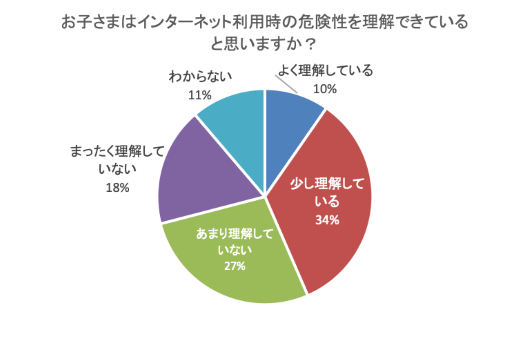 お子さまはインターネット利用時の危険性を理解できている
と思いますか？
よく理解している
10%
少し理解して
いる
34%
あまり理解して
いない
27%
まったく理解して
いない
18%
わからない
11%